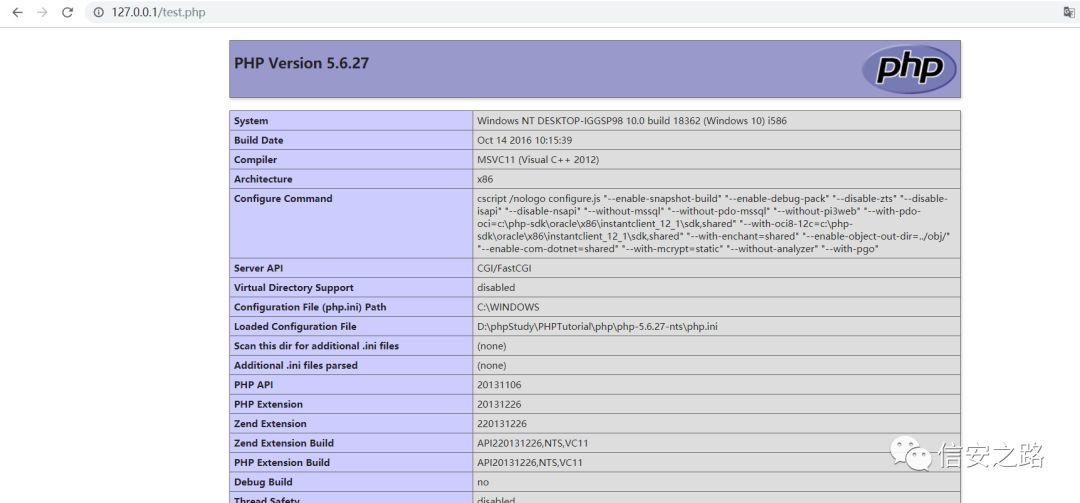 127.0.0.1/test.php
PHP Version 5.6.27
php
System Windows NT DESKTOP-IGGSP98 10.0 build 18362 (Windows 10) i586
Build Date Oct 14 2016 10:15:39
Compiler MSVC11 (Visual C++ 2012)
Architecture x86
Configure Command cscript /nologo configure.js "--enable-snapshot-build" "--enable-debug-pack" "--disable-zts" "--disable-
isapi" "--disable-nsapi" "--without-mssql" "--without-pdo-mssql" "--without-pi3web" "--with-pdo-
oci=c:\php-sdk\oracle\x86\instantclient_12_1\sdk,shared" "--with-oci8-12c=c:\php-
sdk\oracle\x86\instantclient_12_1\sdk,shared" "--with-enchant=shared" "--enable-object-out-dir=../obj/"
"--enable-com-dotnet=shared" "--with-mcrypt=static" "--without-analyzer" "--with-pgo"
Server API CGI/FastCGI
Virtual Directory Support disabled
Configuration File (php.ini) Path C:\WINDOWS
Loaded Configuration File D:\phpStudy\PHPTutorial\php\php-5.6.27-nts\php.ini
Scan this dir for additional .ini files (none)
Additional .ini files parsed (none)
PHP API 20131106
PHP Extension 20131226
Zend Extension 220131226
Zend Extension Build API220131226,NTS,VC11
PHP Extension Build API20131226,NTS,VC11
Debug Build no
Thread Safety disabled
信安之路